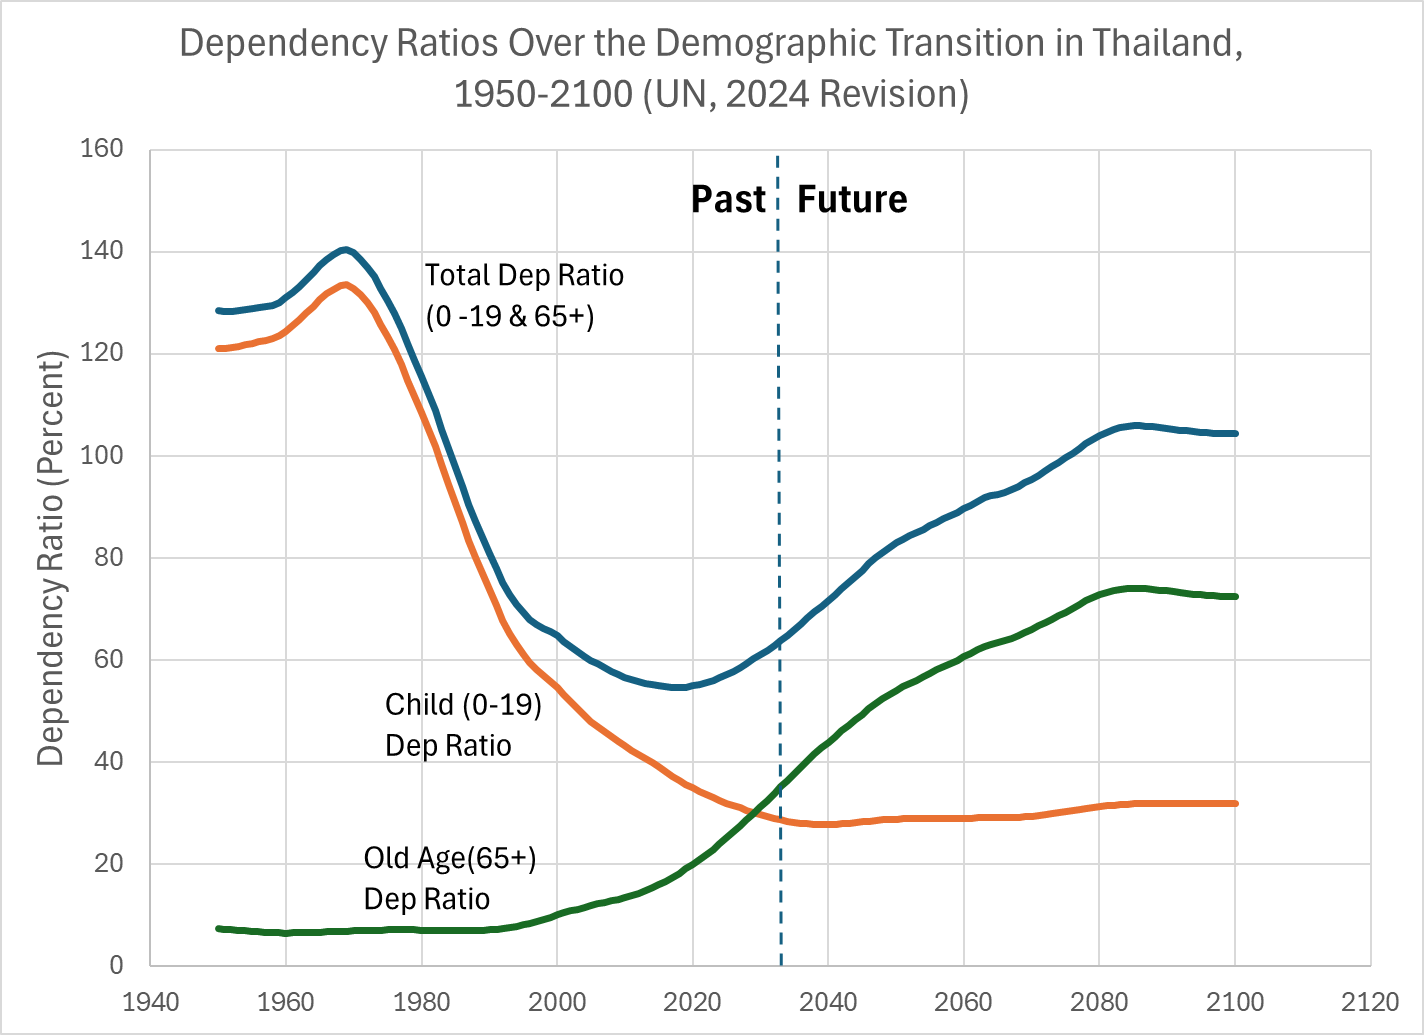 Dependency Ratios Over the Demographic Transition in Thailand,
1950-2100 (UN, 2024 Revision)
160
140
120
100
80
60
40
20
0
Dependency Ratio (Percent)
Past
Future
Total Dep Ratio
(0 -19 & 65+)
Child (0-19)
Dep Ratio
Old Age(65+)
Dep Ratio
1940
1960
1980
2000
2020
2040
2060
2080
2100
2120